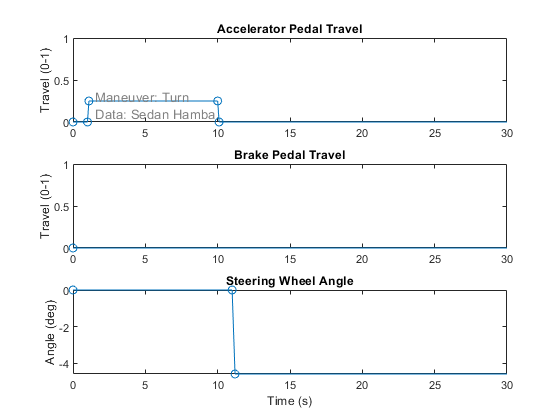 Accelerator Pedal Travel
Travel (0-1)
1
0.5
0
Maneuver: Turn
Data: Sedan Hamba
0 5 10 15 20 25 30
Brake Pedal Travel
Travel (0-1)
1
0.5
0
0 5 10 15 20 25 30
Steering Wheel Angle
Angle (deg)
0
-2
-4
0 5 10 15 20 25 30
Time (s)